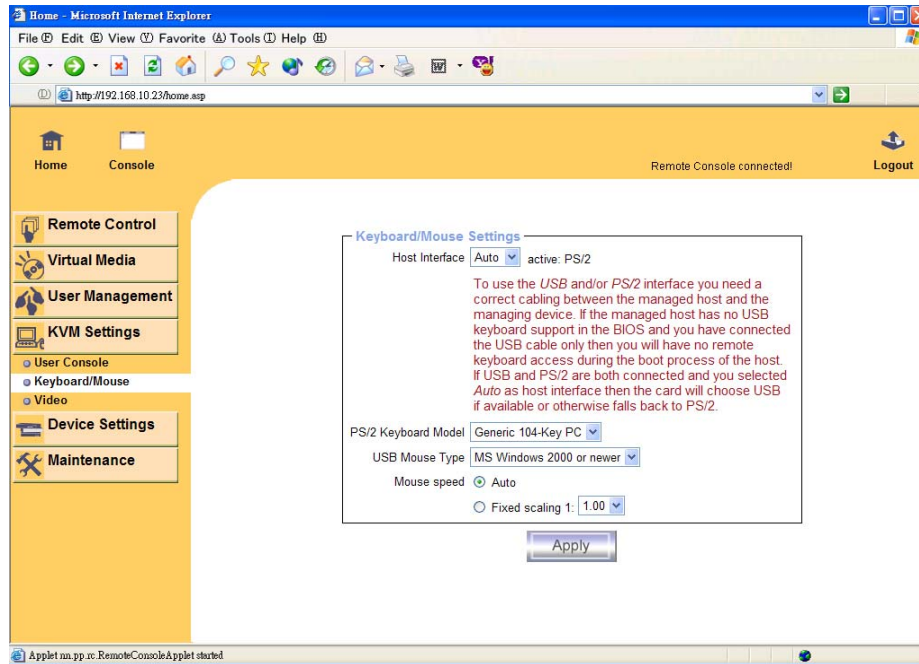 Home - Microsoft Internet Explorer
File (F) Edit (E) View (V) Favorite (A) Tools (T) Help (H)
(D) http://192.168.10.23/home.asp
Home
Console
Remote Console connected!
Logout
Remote Control
Virtual Media
User Management
KVM Settings
User Console
Keyboard/Mouse
Video
Device Settings
Maintenance
Keyboard/Mouse Settings
Host Interface Auto active: PS/2
To use the USB and/or PS/2 interface you need a
correct cabling between the managed host and the
managing device. If the managed host has no USB
keyboard support in the BIOS and you have connected
the USB cable only then you will have no remote
keyboard access during the boot process of the host.
If USB and PS/2 are both connected and you selected
Auto as host interface then the card will choose USB
if available or otherwise falls back to PS/2.
PS/2 Keyboard Model Generic 104-Key PC
USB Mouse Type MS Windows 2000 or newer
Mouse speed Auto
Fixed scaling 1: 1.00
Apply
Applet nn.pp.rc.RemoteConsoleApplet started